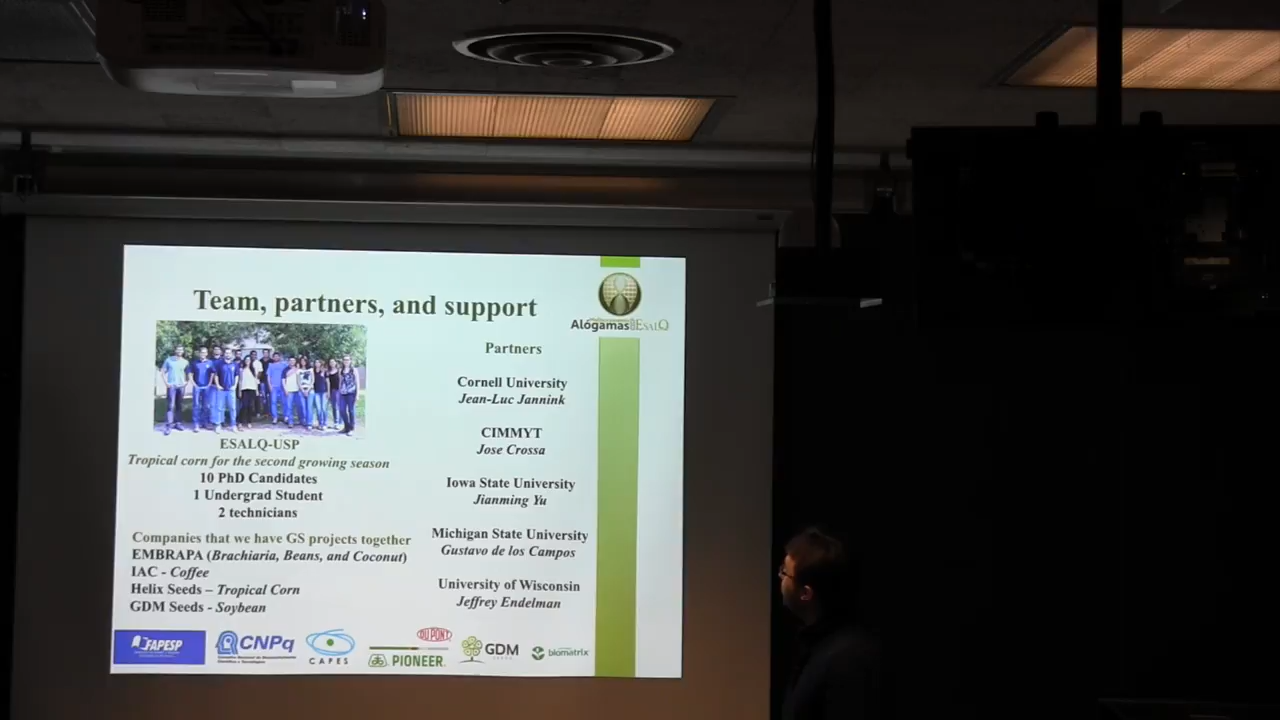 Team, partners, and support
Alógamas ESALQ
ESALQ-USP
Tropical corn for the second growing season
10 PhD Candidates
1 Undergrad Student
2 technicians
Companies that we have GS projects together
EMBRAPA (Brachiaria, Beans, and Coconut)
IAC - Coffee
Helix Seeds – Tropical Corn
GDM Seeds - Soybean
Partners
Cornell University
Jean-Luc Jannink
CIMMYT
Jose Crossa
Iowa State University
Jianming Yu
Michigan State University
Gustavo de los Campos
University of Wisconsin
Jeffrey Endelman
FAPESP
CNPq
CAPES
DUPONT
PIONEER.
GDM
biomatrix